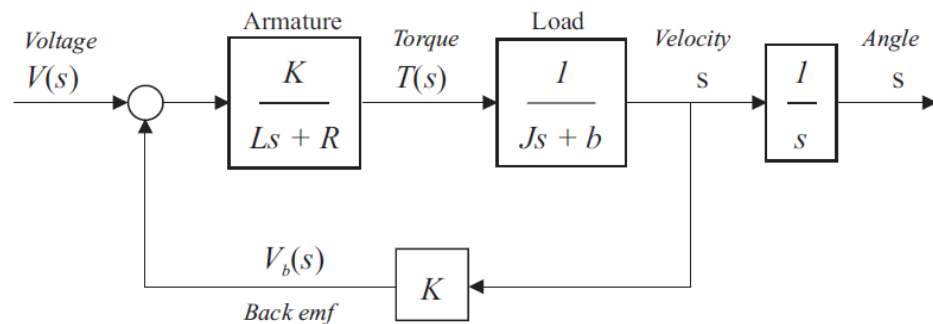 Armature
Load
Voltage
Torque
Velocity
Angle
V(s)
K
Ls + R
T(s)
1
Js + b
s
1
s
s
V_b(s)
K
Back emf